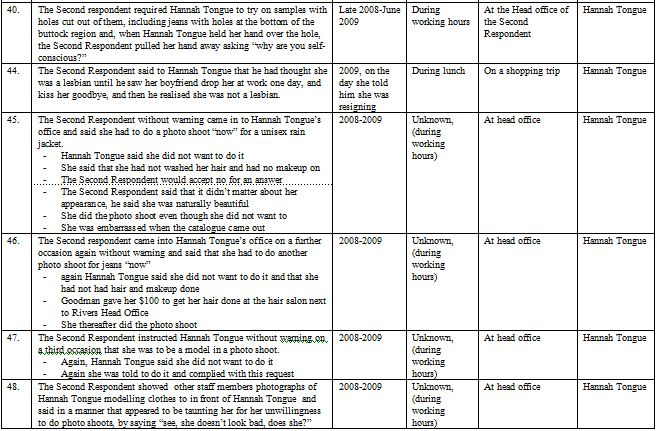 40. The Second respondent required Hannah Tongue to try on samples with Late 2008-June During At the Head office of Hannah Tongue
holes cut out of them, including jeans with holes at the bottom of the 2009 working hours the Second
buttock region and, when Hannah Tongue held her hand over the hole, Respondent
the Second Respondent pulled her hand away asking “why are you self-
conscious?”
44. The Second Respondent said to Hannah Tongue that he had thought she 2009, on the During lunch On a shopping trip Hannah Tongue
was a lesbian until he saw her boyfriend drop her at work one day, and day she told
kiss her goodbye, and then he realised she was not a lesbian. him she was
resigning
45. The Second Respondent without warning came in to Hannah Tongue’s 2008-2009 Unknown, At head office Hannah Tongue
office and said she had to do a photo shoot “now” for a unisex rain (during
jacket. working
- Hannah Tongue said she did not want to do it hours)
- She said that she had not washed her hair and had no makeup on
- The Second Respondent would accept no for an answer
- The Second Respondent said that it didn’t matter about her
appearance, he said she was naturally beautiful
- She did the photo shoot even though she did not want to
- She was embarrassed when the catalogue came out
46. The Second respondent came into Hannah Tongue’s office on a further 2008-2009 Unknown, At head office Hannah Tongue
occasion again without warning and said that she had to do another (during
photo shoot for jeans “now” working
- again Hannah Tongue said she did not want to do it and that she hours)
had not had hair and makeup done
- Goodman gave her $100 to get her hair done at the hair salon next
to Rivers Head Office
- She thereafter did the photo shoot
47. The Second Respondent instructed Hannah Tongue without warning on 2008-2009 Unknown, At head office Hannah Tongue
a third occasion that she was to be a model in a photo shoot. (during
- Again, Hannah Tongue said she did not want to do it working
- Again she was told to do it and complied with this request hours)
48. The Second Respondent showed other staff members photographs of 2008-2009 Unknown, At head office Hannah Tongue
Hannah Tongue modelling clothes to in front of Hannah Tongue and (during
said in a manner that appeared to be taunting her for her unwillingness working
to do photo shoots, by saying “see, she doesn’t look bad, does she?” hours)